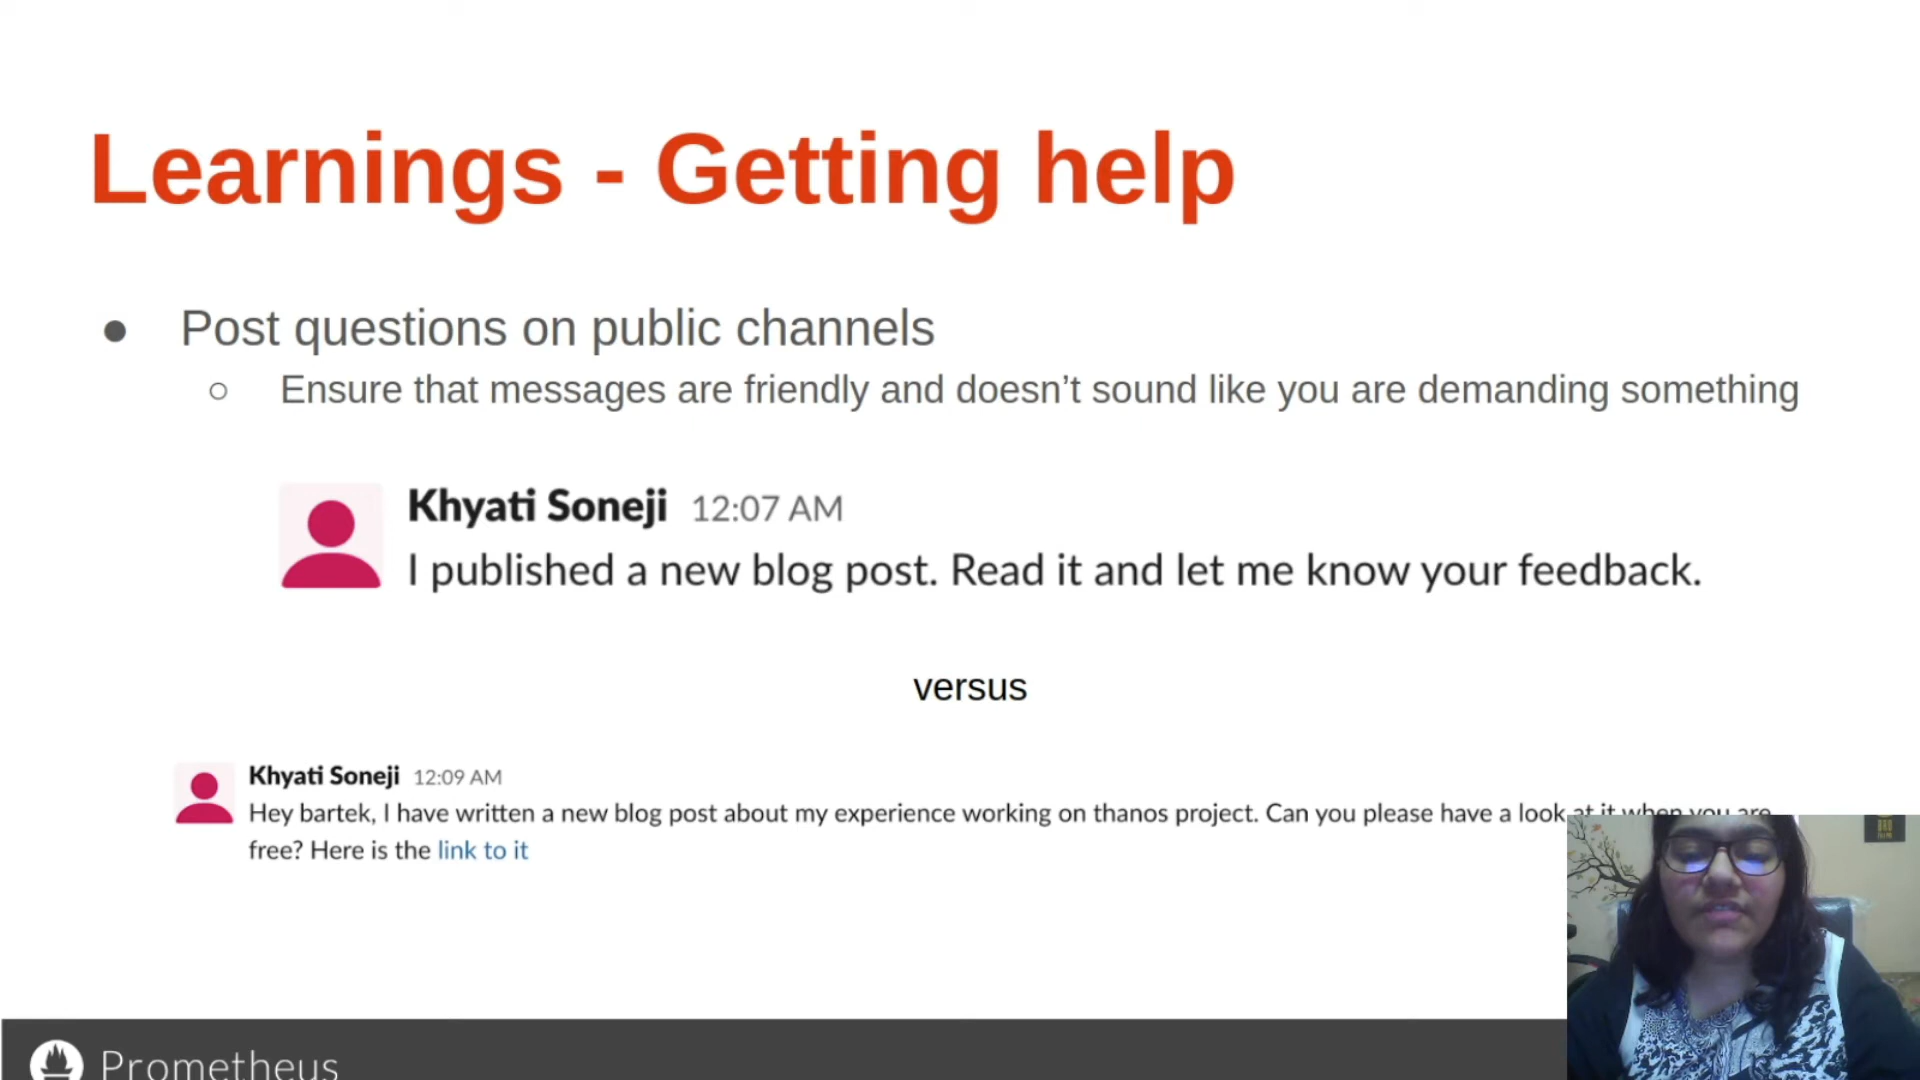 Learnings - Getting help
● Post questions on public channels
○ Ensure that messages are friendly and doesn’t sound like you are demanding something
Khyati Soneji 12:07 AM
I published a new blog post. Read it and let me know your feedback.
versus
Khyati Soneji 12:09 AM
Hey bartek, I have written a new blog post about my experience working on thanos project. Can you please have a look at it when you are
free? Here is the link to it
Prometheus